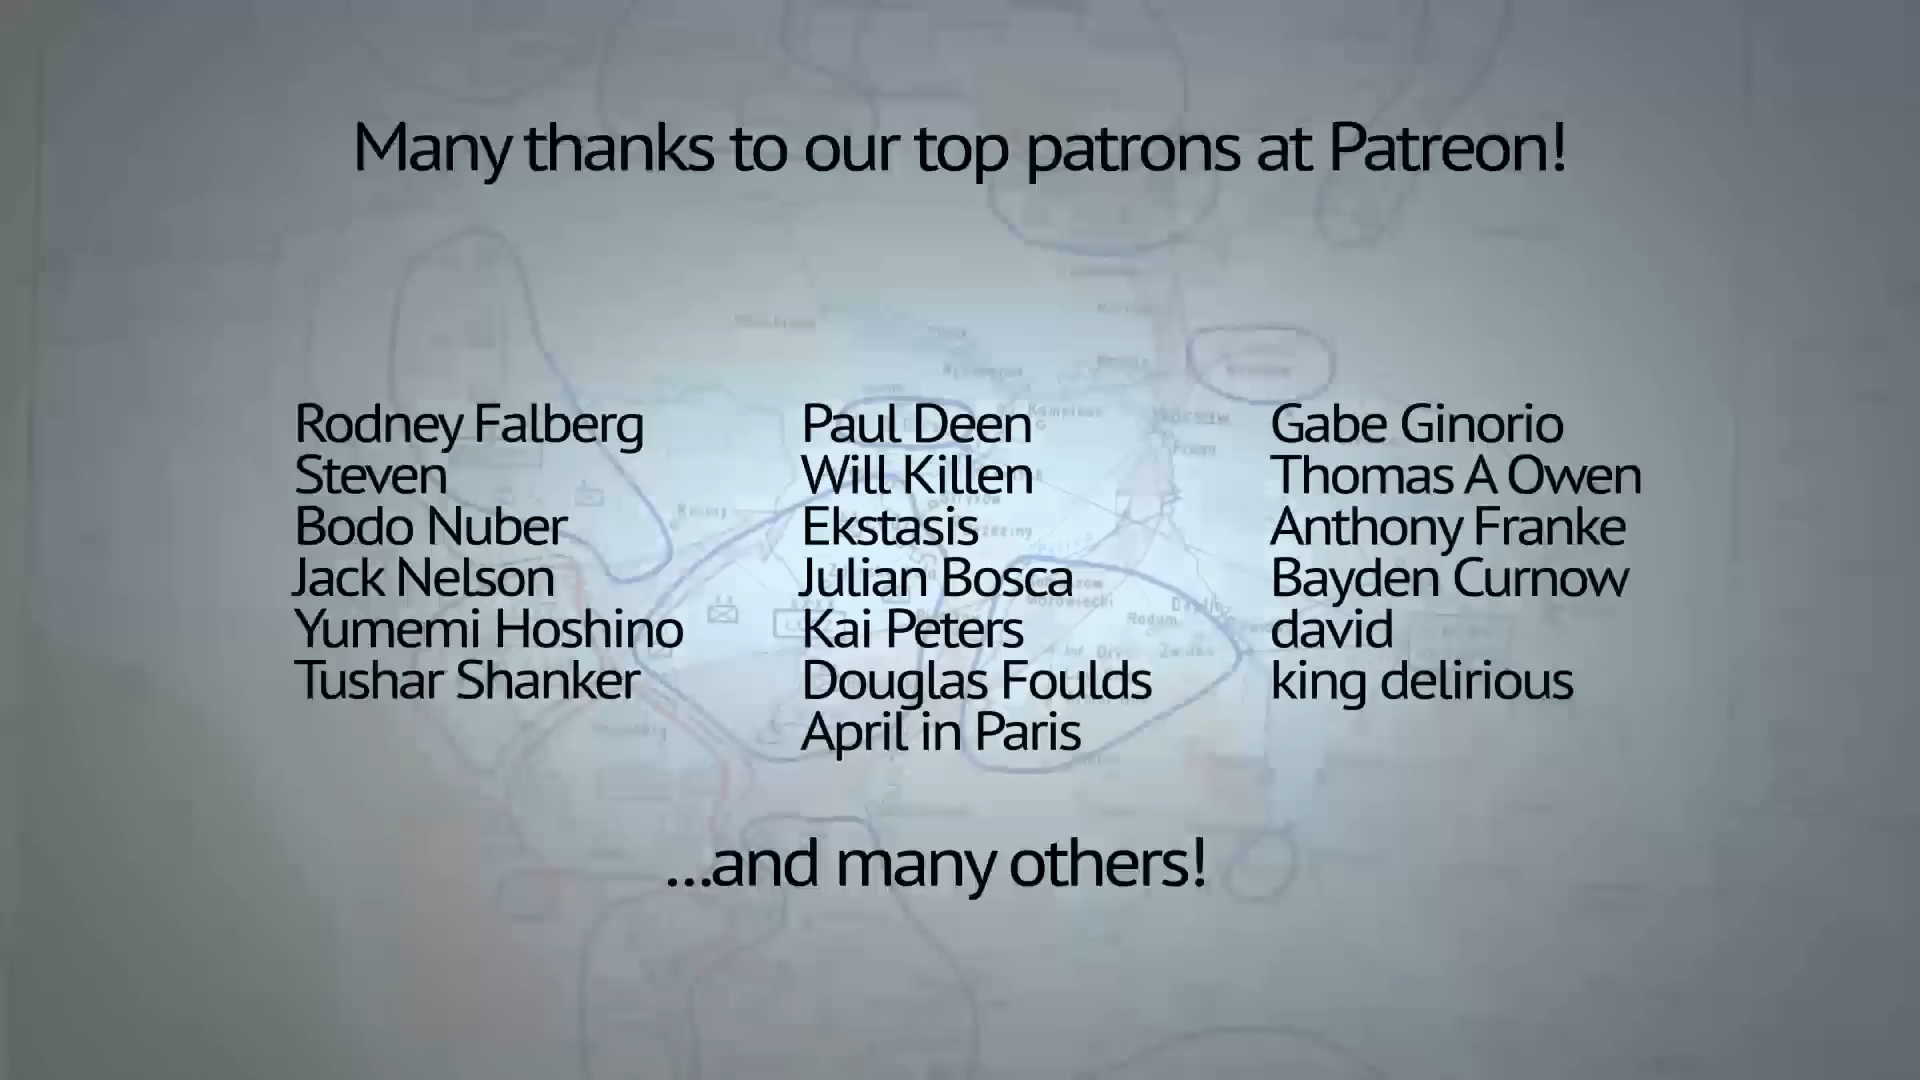 Many thanks to our top patrons at Patreon!
Rodney Falberg
Steven
Bodo Nuber
Jack Nelson
Yumemi Hoshino
Tushar Shanker
Paul Deen
Will Killen
Ekstasis
Julian Bosca
Kai Peters
Douglas Foulds
April in Paris
Gabe Ginorio
Thomas A Owen
Anthony Franke
Bayden Curnow
david
king delirious
...and many others!
Radom